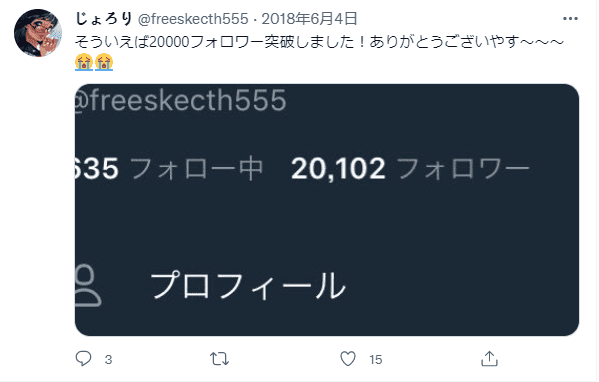 じょろり @freeskecth555・2018年6月4日
そういえば20000フォロワー突破しました！ありがとうございやす～～～
😭😭
@freeskecth555
635 フォロー中 20,102 フォロワー
プロフィール
3 15